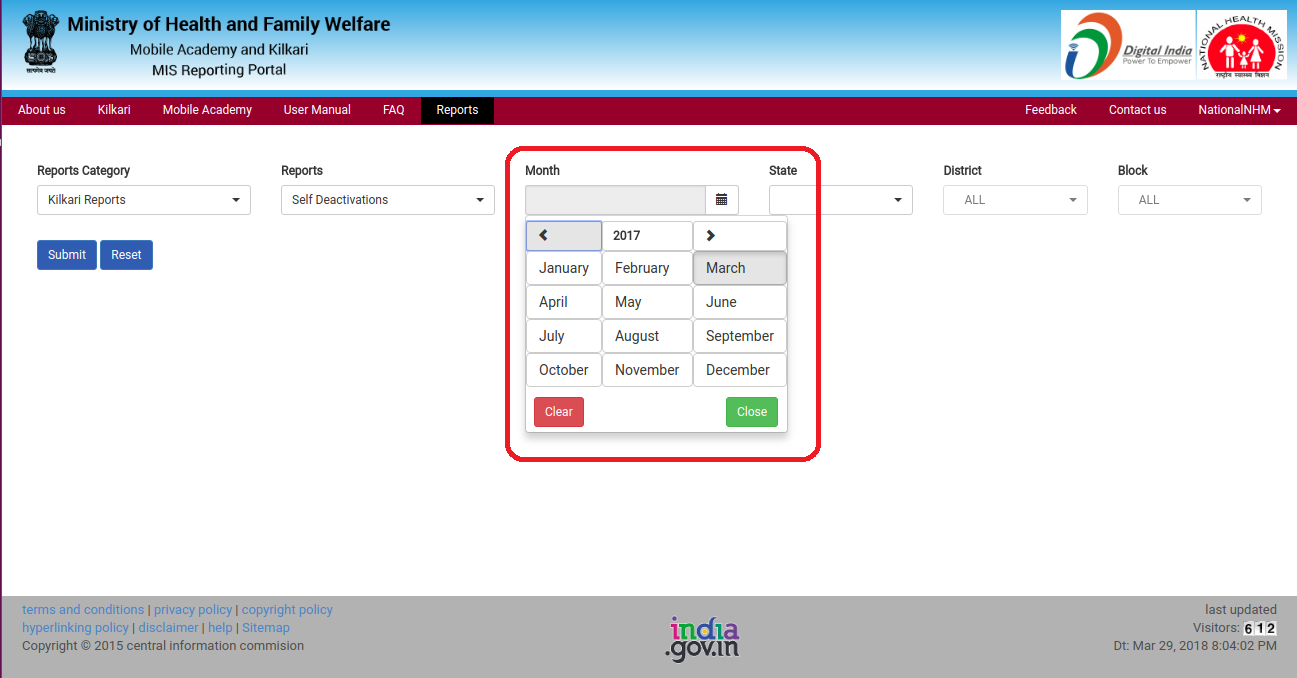 Ministry of Health and Family Welfare
Mobile Academy and Kilkari
MIS Reporting Portal
सत्यमेव जयते
Digital India
Power To Empower
NATIONAL HEALTH MISSION
राष्ट्रीय स्वास्थ्य मिशन
About us Kilkari Mobile Academy User Manual FAQ Reports Feedback Contact us NationalNHM
Reports Category Reports Month State District Block
Kilkari Reports Self Deactivations ALL ALL
2017
Submit Reset
January February March
April May June
July August September
October November December
Clear Close
terms and conditions | privacy policy | copyright policy
hyperlinking policy | disclaimer | help | Sitemap
Copyright © 2015 central information commision
india
.gov.in
last updated
Visitors: 612
Dt: Mar 29, 2018 8:04:02 PM